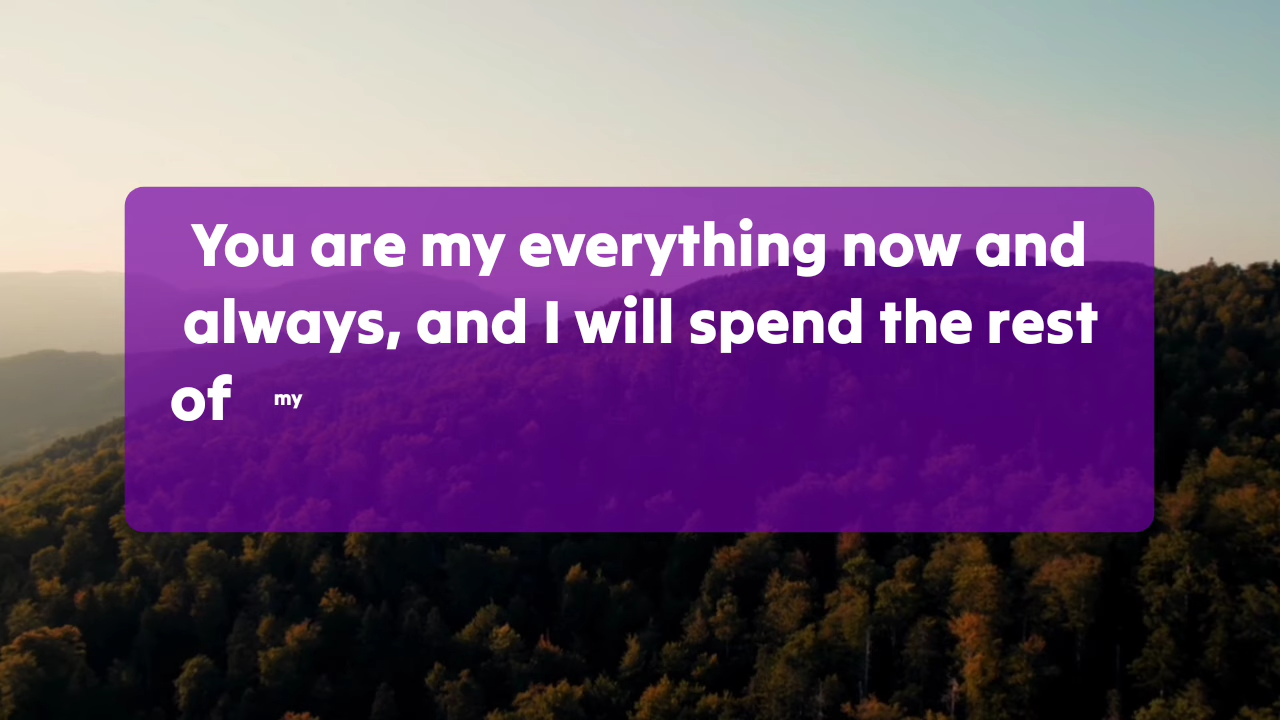 You are my everything now and
always, and I will spend the rest
of my